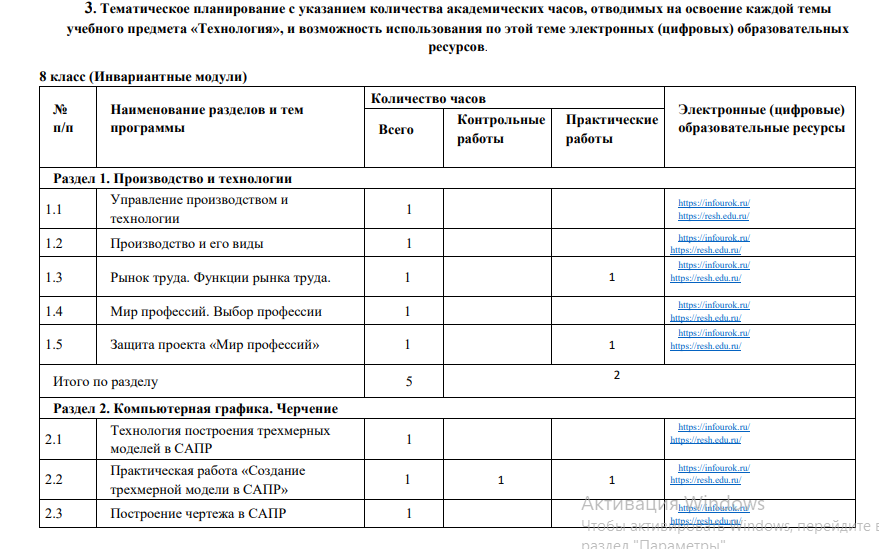 3. Тематическое планирование с указанием количества академических часов, отводимых на освоение каждой темы
учебного предмета «Технология», и возможность использования по этой теме электронных (цифровых) образовательных
ресурсов.
8 класс (Инвариантные модули)
№
п/п
Наименование разделов и тем
программы
Количество часов
Всего
Контрольные
работы
Практические
работы
Электронные (цифровые)
образовательные ресурсы
Раздел 1. Производство и технологии
1.1
Управление производством и
технологии
1
https://infourok.ru/
https://resh.edu.ru/
1.2
Производство и его виды
1
https://infourok.ru/
https://resh.edu.ru/
1.3
Рынок труда. Функции рынка труда.
1
1
https://infourok.ru/
https://resh.edu.ru/
1.4
Мир профессий. Выбор профессии
1
https://infourok.ru/
https://resh.edu.ru/
1.5
Защита проекта «Мир профессий»
1
1
https://infourok.ru/
https://resh.edu.ru/
Итого по разделу
5
2
Раздел 2. Компьютерная графика. Черчение
2.1
Технология построения трехмерных
моделей в САПР
1
https://infourok.ru/
https://resh.edu.ru/
2.2
Практическая работа «Создание
трехмерной модели в САПР»
1
1
1
https://infourok.ru/
https://resh.edu.ru/
2.3
Построение чертежа в САПР
1
https://infourok.ru/
https://resh.edu.ru/
Активация Windows
Чтобы активировать Windows, перейдите в
раздел "Параметры".